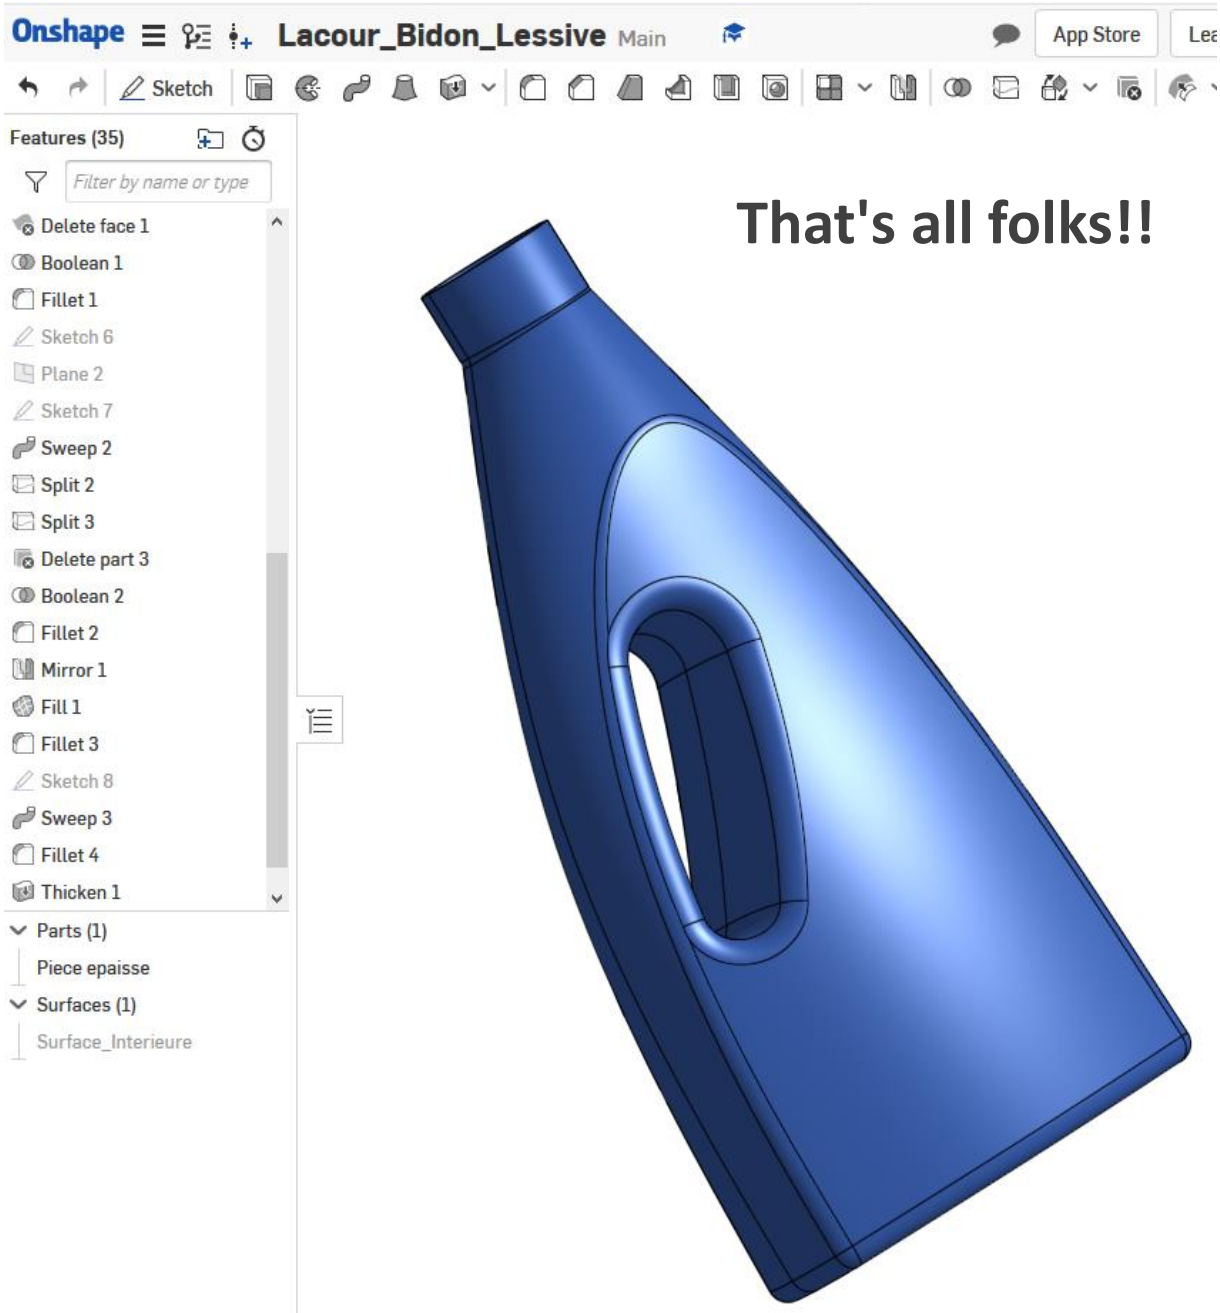 Onshape Lacour_Bidon_Lessive Main App Store
Sketch
Features (35)
Filter by name or type
That's all folks!!
Delete face 1
Boolean 1
Fillet 1
Sketch 6
Plane 2
Sketch 7
Sweep 2
Split 2
Split 3
Delete part 3
Boolean 2
Fillet 2
Mirror 1
Fill 1
Fillet 3
Sketch 8
Sweep 3
Fillet 4
Thicken 1
Parts (1)
Piece epaisse
Surfaces (1)
Surface_Interieure